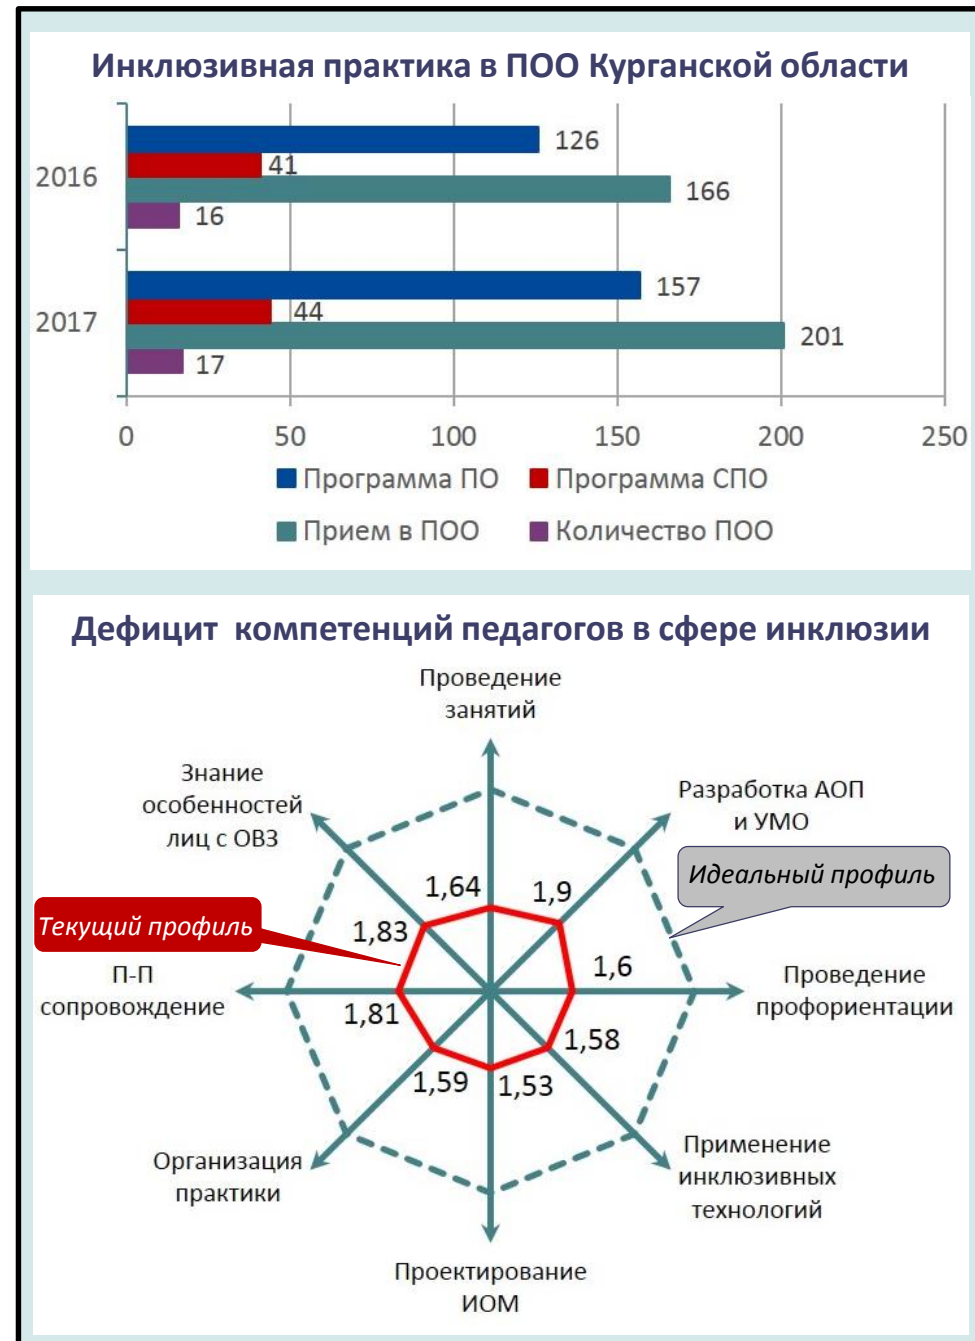 Инклюзивная практика в ПОО Курганской области
2016
126
41
166
16
2017
157
44
201
17
0 50 100 150 200 250
Программа ПО Программа СПО
Прием в ПОО Количество ПОО
Дефицит компетенций педагогов в сфере инклюзии
Проведение
занятий
Знание
особенностей
лиц с ОВЗ
Разработка АОП
и УМО
Идеальный профиль
Текущий профиль
1,64
1,9
1,83
1,6
П-П
сопровождение
Проведение
профориентации
1,81
1,58
1,59
1,53
Организация
практики
Применение
инклюзивных
технологий
Проектирование
ИОМ